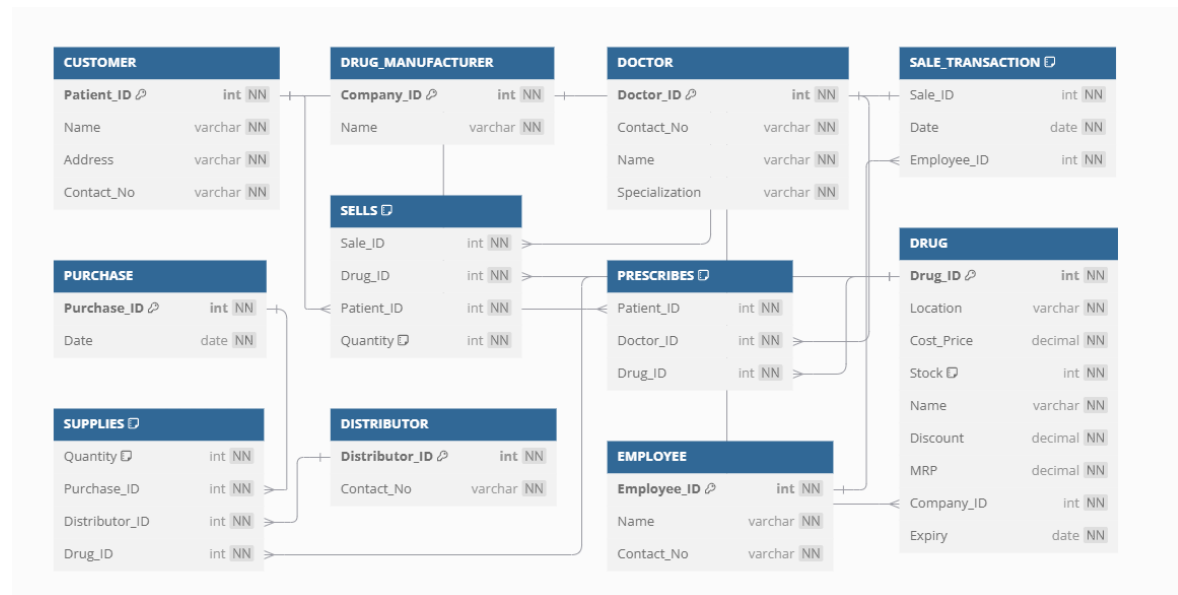 CUSTOMER
Patient_ID int NN
Name varchar NN
Address varchar NN
Contact_No varchar NN
DRUG_MANUFACTURER
Company_ID int NN
Name varchar NN
DOCTOR
Doctor_ID int NN
Contact_No varchar NN
Name varchar NN
Specialization varchar NN
SALE_TRANSACTION
Sale_ID int NN
Date date NN
Employee_ID int NN
SELLS
Sale_ID int NN
Drug_ID int NN
Patient_ID int NN
Quantity int NN
DRUG
Drug_ID int NN
Location varchar NN
Cost_Price decimal NN
Stock int NN
Name varchar NN
Discount decimal NN
MRP decimal NN
Company_ID int NN
Expiry date NN
PURCHASE
Purchase_ID int NN
Date date NN
PRESCRIBES
Patient_ID int NN
Doctor_ID int NN
Drug_ID int NN
SUPPLIES
Quantity int NN
Purchase_ID int NN
Distributor_ID int NN
Drug_ID int NN
DISTRIBUTOR
Distributor_ID int NN
Contact_No varchar NN
EMPLOYEE
Employee_ID int NN
Name varchar NN
Contact_No varchar NN